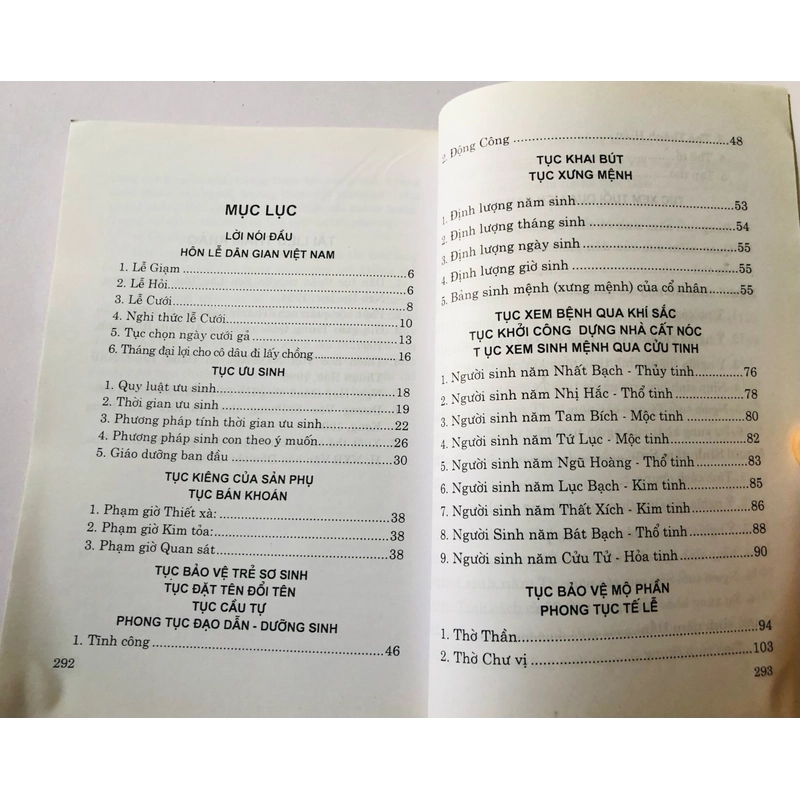 MỤC LỤC
LỜI NÓI ĐẦU
HÔN LỄ DÂN GIAN VIỆT NAM
1. Lễ Giạm..........6
2. Lễ Hỏi..........6
3. Lễ Cưới..........8
4. Nghi thức lễ Cưới..........10
5. Tục chọn ngày cưới gả..........13
6. Tháng đại lợi cho cô dâu đi lấy chồng..........16
TỤC ƯU SINH
1. Quy luật ưu sinh..........18
2. Thời gian ưu sinh..........19
3. Phương pháp tính thời gian ưu sinh..........22
4. Phương pháp sinh con theo ý muốn..........26
5. Giáo dưỡng ban đầu..........30
TỤC KIÊNG CỦA SẢN PHỤ
TỤC BÁN KHOÁN
1. Phạm giờ Thiết xà:..........38
2. Phạm giờ Kim tỏa:..........38
3. Phạm giờ Quan sát..........38
TỤC BẢO VỆ TRẺ SƠ SINH
TỤC ĐẶT TÊN ĐỔI TÊN
TỤC CẦU TỰ
PHONG TỤC ĐẠO DẪN - DƯỠNG SINH
1. Tĩnh công..........46
292
2. Động Công..........48
TỤC KHAI BÚT
TỤC XƯNG MỆNH
1. Định lượng năm sinh..........53
2. Định lượng tháng sinh..........54
3. Định lượng ngày sinh..........55
4. Định lượng giờ sinh..........55
5. Bảng sinh mệnh (xưng mệnh) của cổ nhân..........55
TỤC XEM BỆNH QUA KHÍ SẮC
TỤC KHỞI CÔNG DỰNG NHÀ CẤT NÓC
T ỤC XEM SINH MỆNH QUA CỬU TINH
1. Người sinh năm Nhất Bạch - Thủy tinh..........76
2. Người sinh năm Nhị Hắc - Thổ tinh..........78
3. Người sinh năm Tam Bích - Mộc tinh..........80
4. Người sinh năm Tứ Lục - Mộc tinh..........82
5. Người sinh năm Ngũ Hoàng - Thổ tinh..........83
6. Người sinh năm Lục Bạch - Kim tinh..........85
7. Người sinh năm Thất Xích - Kim tinh..........86
8. Người Sinh năm Bát Bạch - Thổ tinh..........88
9. Người sinh năm Cửu Tử - Hỏa tinh..........90
TỤC BẢO VỆ MỘ PHẦN
PHONG TỤC TẾ LỄ
1. Thờ Thần..........94
2. Thờ Chư vị..........103
293